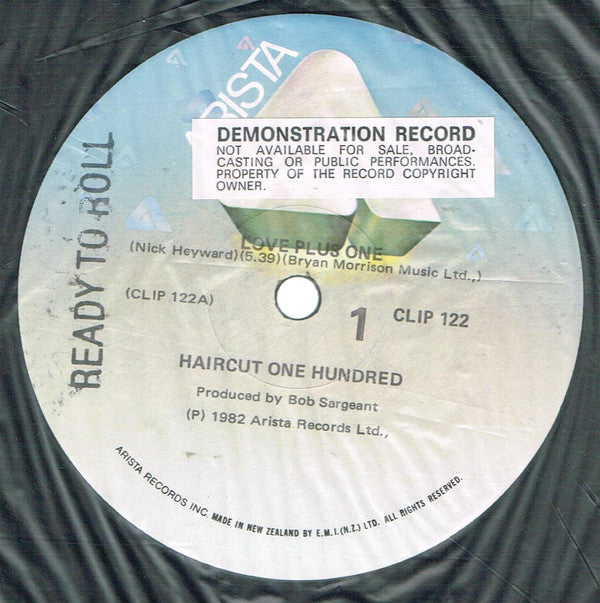 ARISTA
ARISTA
DEMONSTRATION RECORD
NOT AVAILABLE FOR SALE, BROAD-
CASTING OR PUBLIC PERFORMANCES.
PROPERTY OF THE RECORD COPYRIGHT
OWNER.
READY TO ROLL
LOVE PLUS ONE
(Nick Heyward)(5.39)(Bryan Morrison Music Ltd.,)
(CLIP 122A)
1 CLIP 122
HAIRCUT ONE HUNDRED
Produced by Bob Sargeant
(P) 1982 Arista Records Ltd.,
ARISTA RECORDS INC. MADE IN NEW ZEALAND BY E.M.I.(N.Z.) LTD. ALL RIGHTS RESERVED.